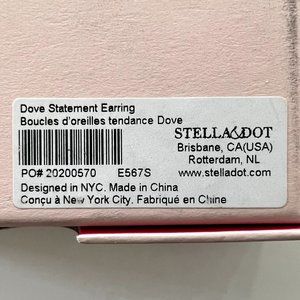 Dove Statement Earring
Boucles d'oreilles tendance Dove
STELLA&DOT
Brisbane, CA(USA)
Rotterdam, NL
PO# 20200570 E567S www.stelladot.com
Designed in NYC. Made in China
Conçu à New York City. Fabriqué en Chine